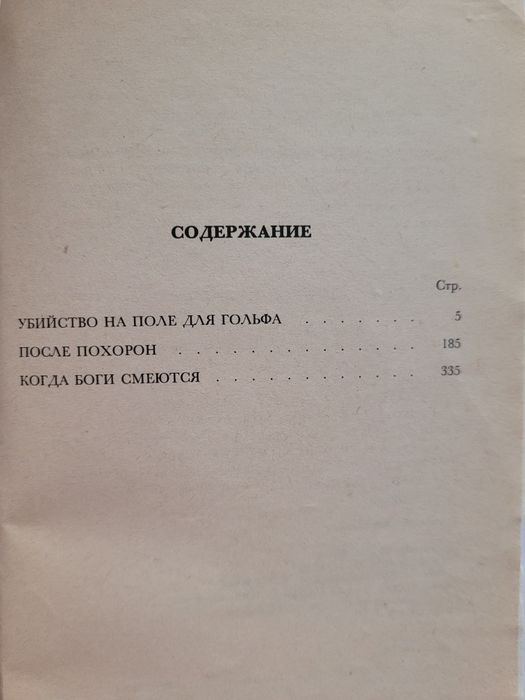 СОДЕРЖАНИЕ
Стр.
УБИЙСТВО НА ПОЛЕ ДЛЯ ГОЛЬФА . . . . . . . 5
ПОСЛЕ ПОХОРОН . . . . . . . . . . 185
КОГДА БОГИ СМЕЮТСЯ . . . . . . . . 335